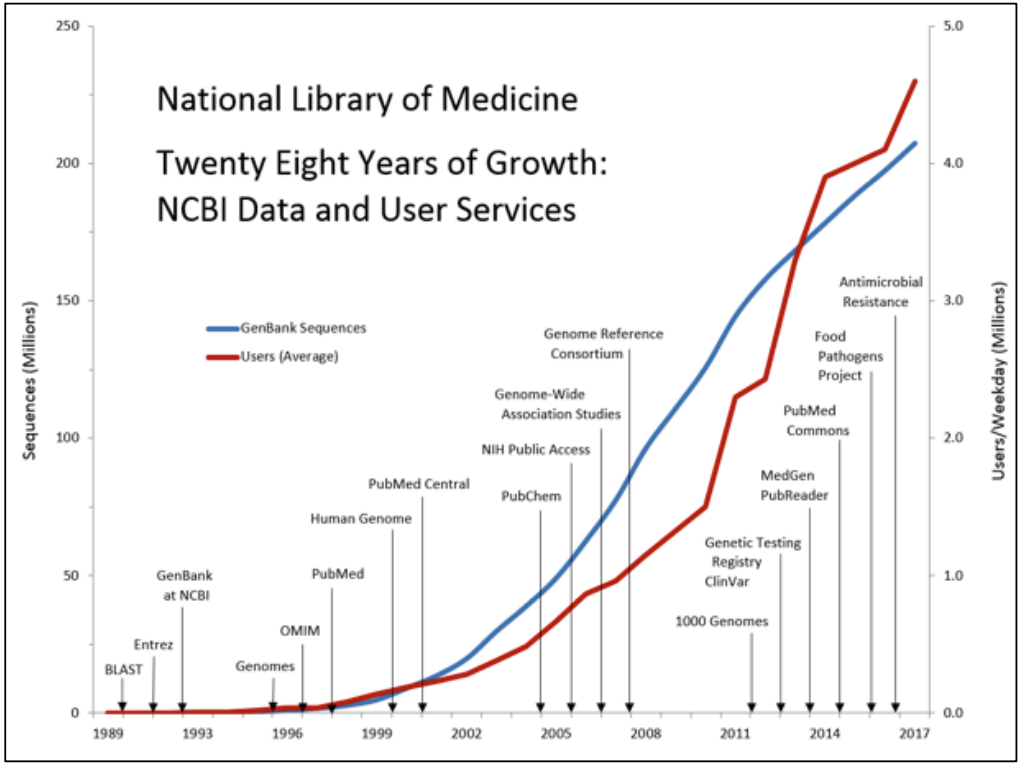 National Library of Medicine
Twenty Eight Years of Growth:
NCBI Data and User Services
250
200
150
100
50
0
Sequences (Millions)
5.0
4.0
3.0
2.0
1.0
0.0
Users/Weekday (Millions)
GenBank Sequences
Users (Average)
BLAST
Entrez
GenBank
at NCBI
Genomes
OMIM
PubMed
Human Genome
PubMed Central
PubChem
NIH Public Access
Genome-Wide
Association Studies
Genome Reference
Consortium
1000 Genomes
Genetic Testing
Registry
ClinVar
MedGen
PubReader
PubMed
Commons
Food
Pathogens
Project
Antimicrobial
Resistance
1989
1993
1996
1999
2002
2005
2008
2011
2014
2017